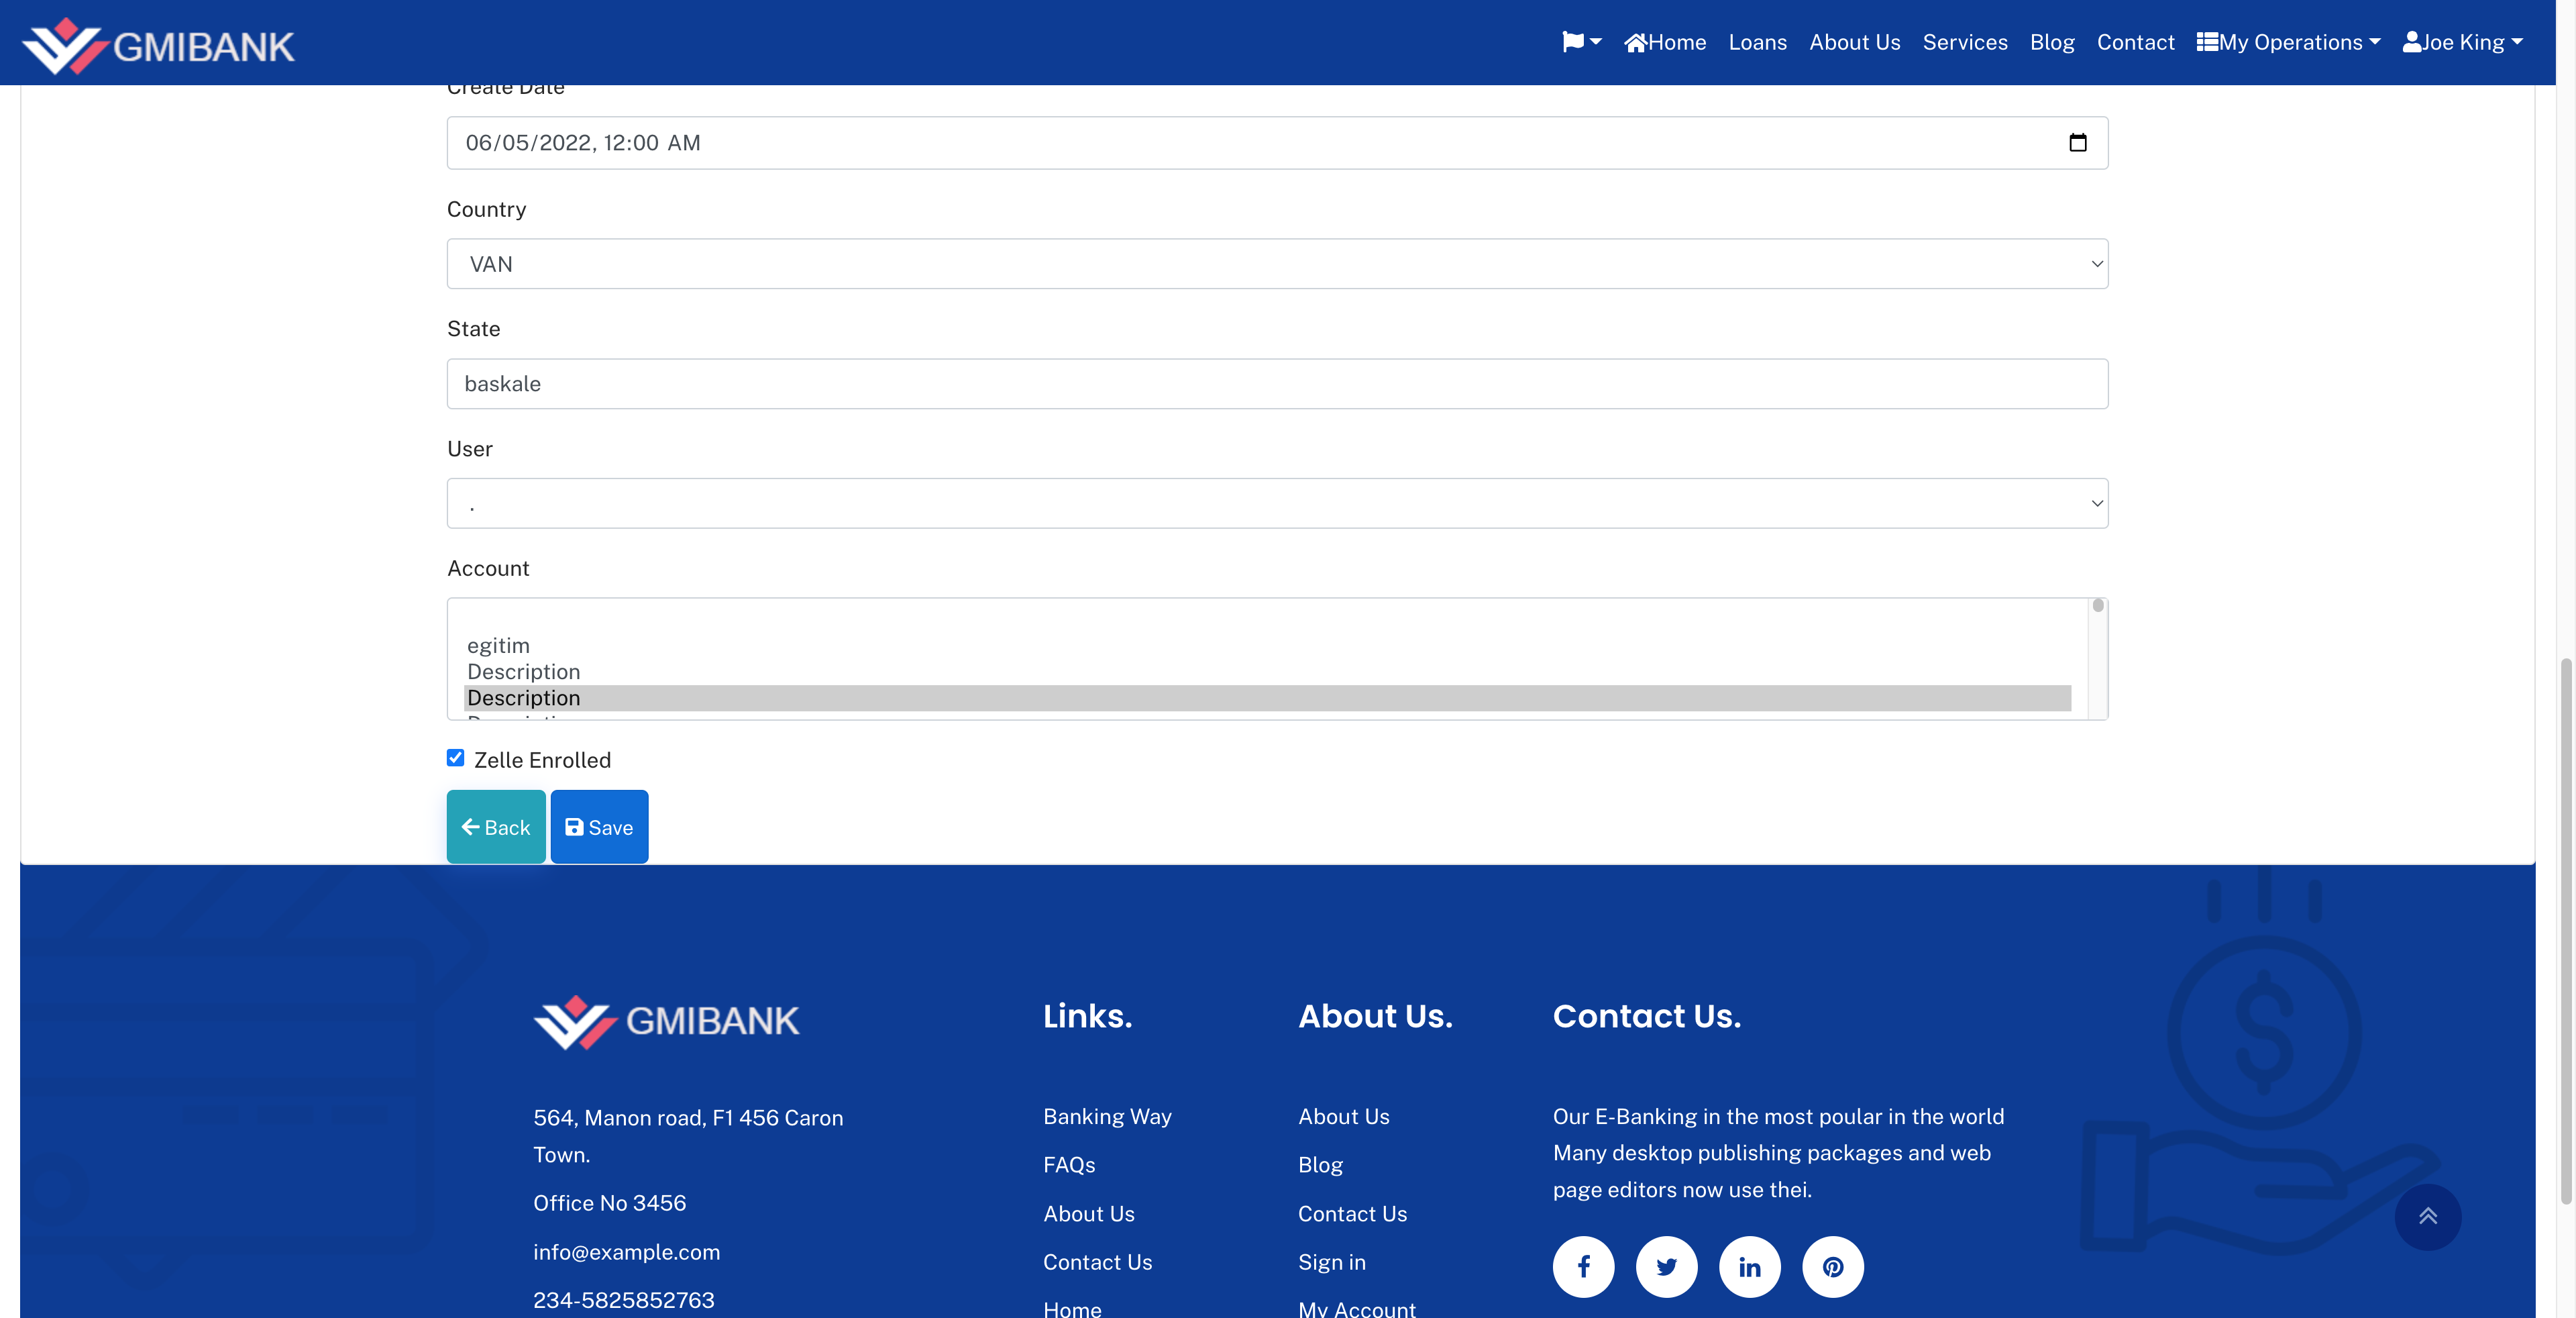 GMIBANK
Home Loans About Us Services Blog Contact My Operations Joe King
Create Date
06/05/2022, 12:00 AM
Country
VAN
State
baskale
User
.
Account
egitim
Description
Description
Zelle Enrolled
Back Save
GMIBANK
564, Manon road, F1 456 Caron
Town.
Office No 3456
info@example.com
234-5825852763
Links.
Banking Way
FAQs
About Us
Contact Us
Home
About Us.
About Us
Blog
Contact Us
Sign in
My Account
Contact Us.
Our E-Banking in the most poular in the world
Many desktop publishing packages and web
page editors now use thei.